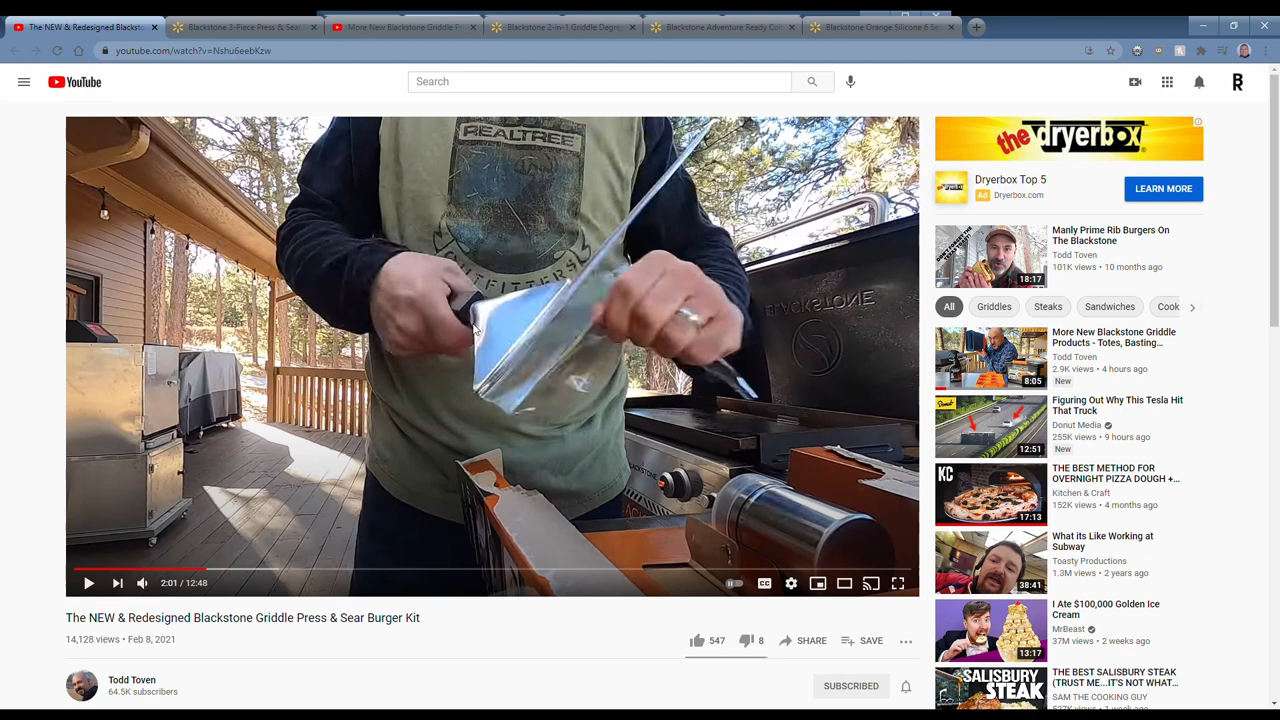 The NEW & Redesigned Blacksto
Blackstone 3-Piece Press & Sear
More New Blackstone Griddle P
Blackstone 2-in-1 Griddle Degre
Blackstone Adventure Ready
Blackstone Orange Silicone 6 Se
youtube.com/watch?v=Nshu6eebKzw
YouTube
Search
R
REALTREE
OUTFITTERS
BLACKSTONE
BLACKSTONE
2:01 / 12:48
CC
The NEW & Redesigned Blackstone Griddle Press & Sear Burger Kit
14,128 views • Feb 8, 2021
547
8
SHARE
SAVE
Todd Toven
64.5K subscribers
SUBSCRIBED
the dryerbox
Dryerbox Top 5
Ad Dryerbox.com
LEARN MORE
18:17
Manly Prime Rib Burgers On
The Blackstone
Todd Toven
101K views • 10 months ago
All
Griddles
Steaks
Sandwiches
Cook
8:05
More New Blackstone Griddle
Products - Totes, Basting...
Todd Toven
2.9K views • 4 hours ago
New
Donut
12:51
Figuring Out Why This Tesla Hit
That Truck
Donut Media
255K views • 9 hours ago
New
KC
17:13
THE BEST METHOD FOR
OVERNIGHT PIZZA DOUGH +...
Kitchen & Craft
152K views • 4 months ago
38:41
What its Like Working at
Subway
Toasty Productions
1.3M views • 2 years ago
13:17
I Ate $100,000 Golden Ice
Cream
MrBeast
37M views • 2 weeks ago
SALISBURY
STEAK
THE BEST SALISBURY STEAK
(TRUST ME...IT'S NOT WHAT...
SAM THE COOKING GUY